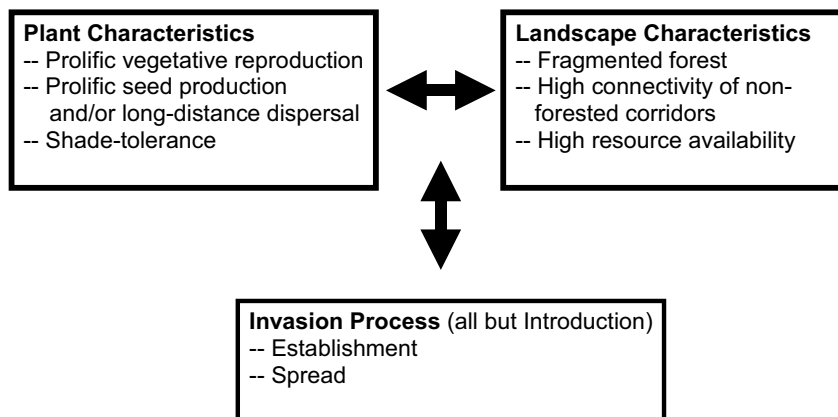 Plant Characteristics
-- Prolific vegetative reproduction
-- Prolific seed production
and/or long-distance dispersal
-- Shade-tolerance
Landscape Characteristics
-- Fragmented forest
-- High connectivity of non-
forested corridors
-- High resource availability
Invasion Process (all but Introduction)
-- Establishment
-- Spread